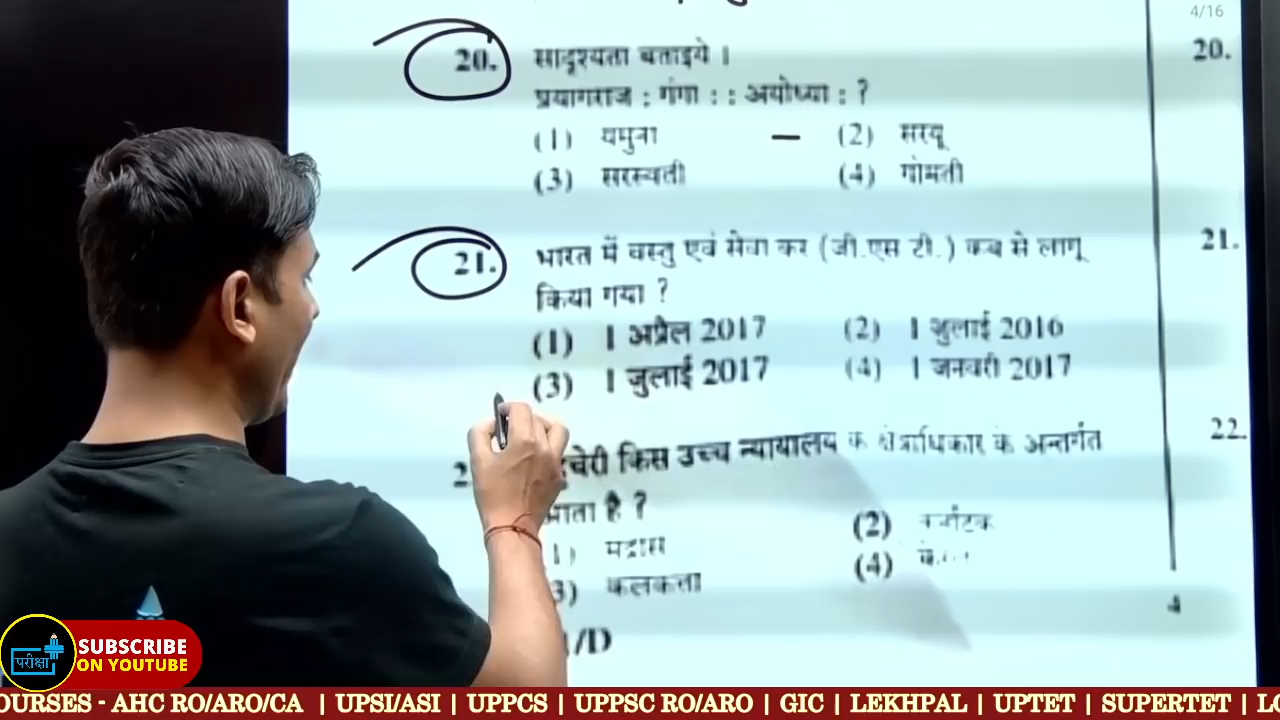 4/16
20. सादृश्यता बताइये । 20.
प्रयागराज : गंगा : : अयोध्या : ?
(1) यमुना (2) सरयू
(3) सरस्वती (4) गोमती
21. भारत में वस्तु एवं सेवा कर (जी.एस टी.) कब से लागू 21.
किया गया ?
(1) 1 अप्रैल 2017 (2) 1 जुलाई 2016
(3) 1 जुलाई 2017 (4) 1 जनवरी 2017
किस उच्च न्यायालय के क्षेत्राधिकार के अन्तर्गत 22.
है ?
मद्रास (2) कर्नाटक
कलकत्ता (4)
4
/D
परीक्षा
SUBSCRIBE
ON YOUTUBE
OURSES - AHC RO/ARO/CA | UPSI/ASI | UPPCS | UPPSC RO/ARO | GIC | LEKHPAL | UPTET | SUPERTET |